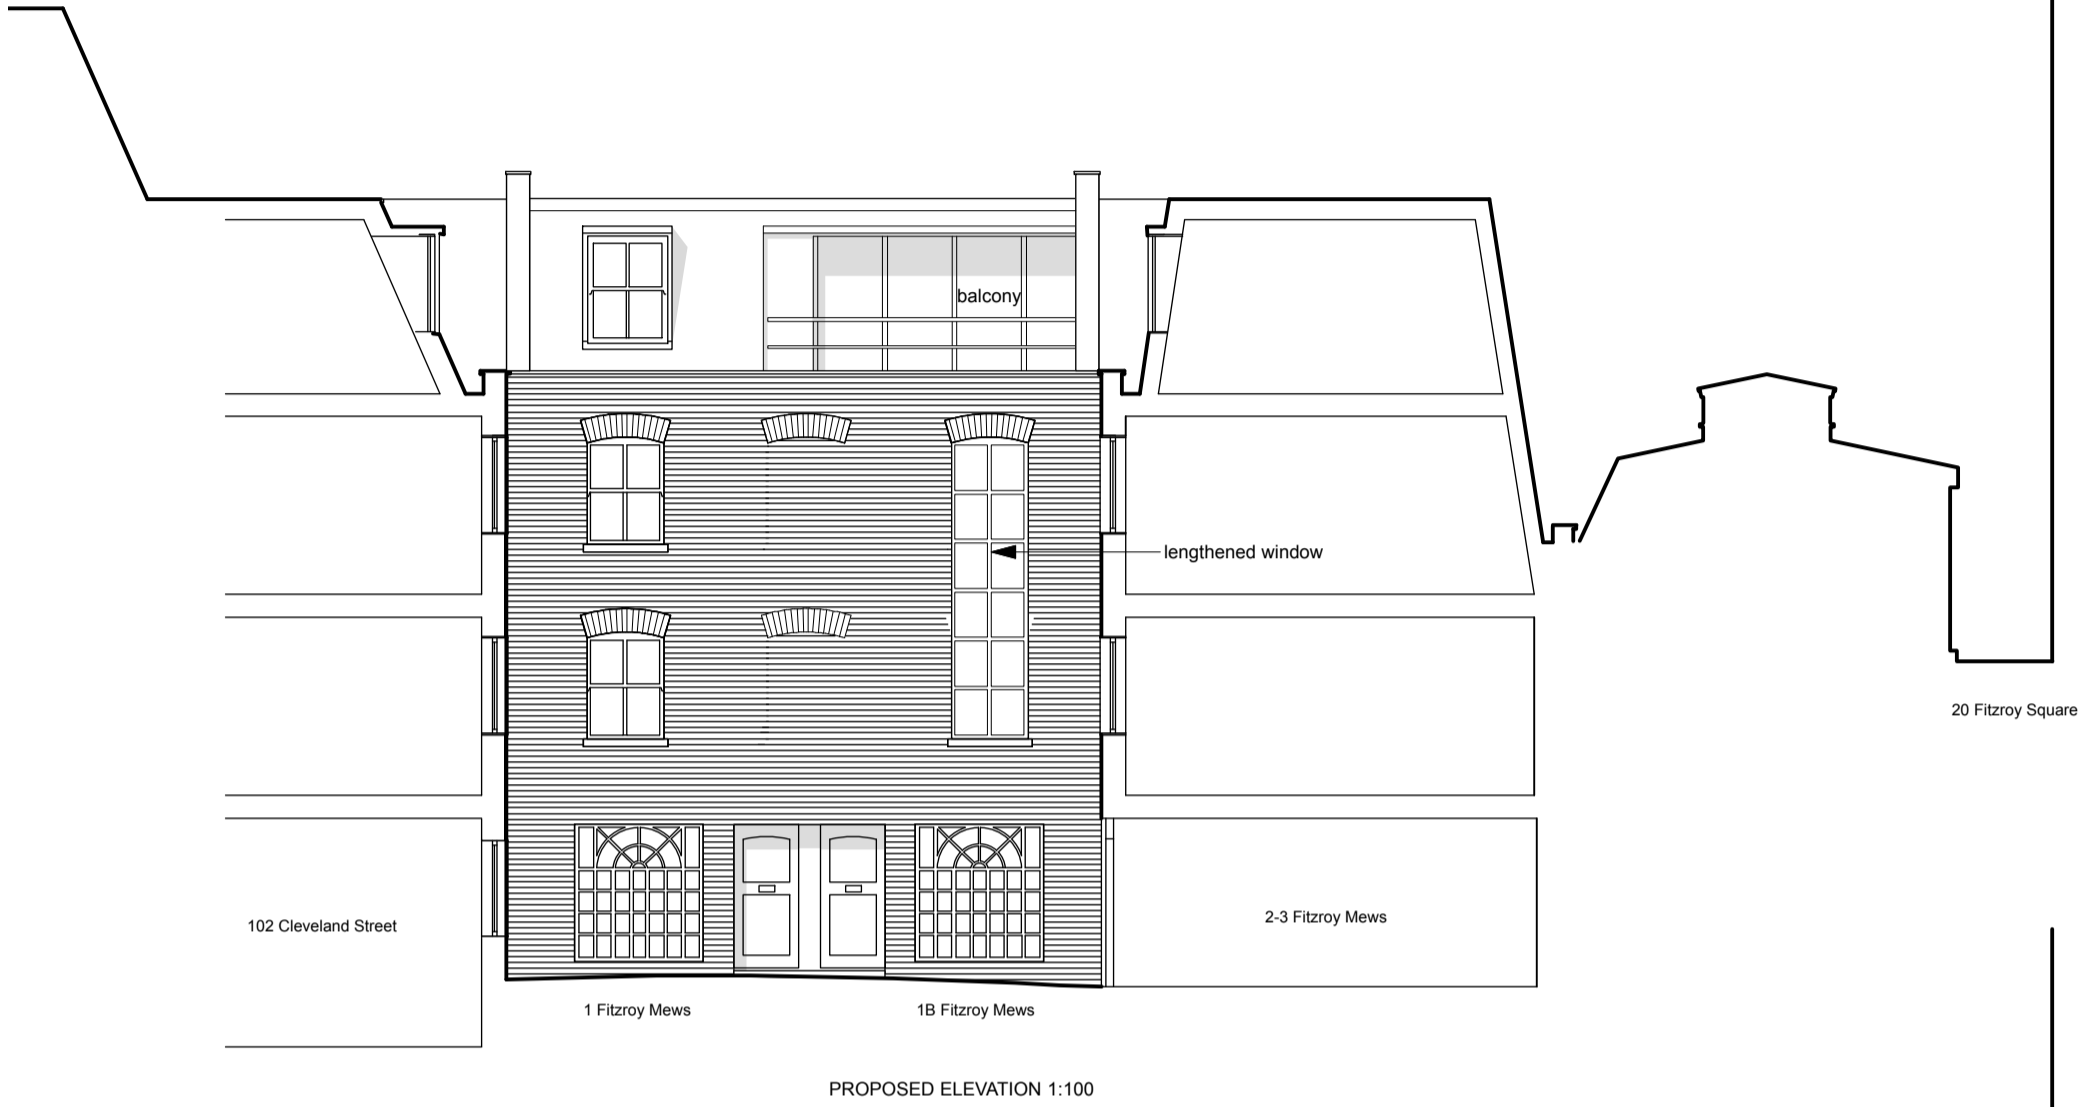 balcony
lengthened window
20 Fitzroy Square
102 Cleveland Street
2-3 Fitzroy Mews
1 Fitzroy Mews
1B Fitzroy Mews
PROPOSED ELEVATION 1:100